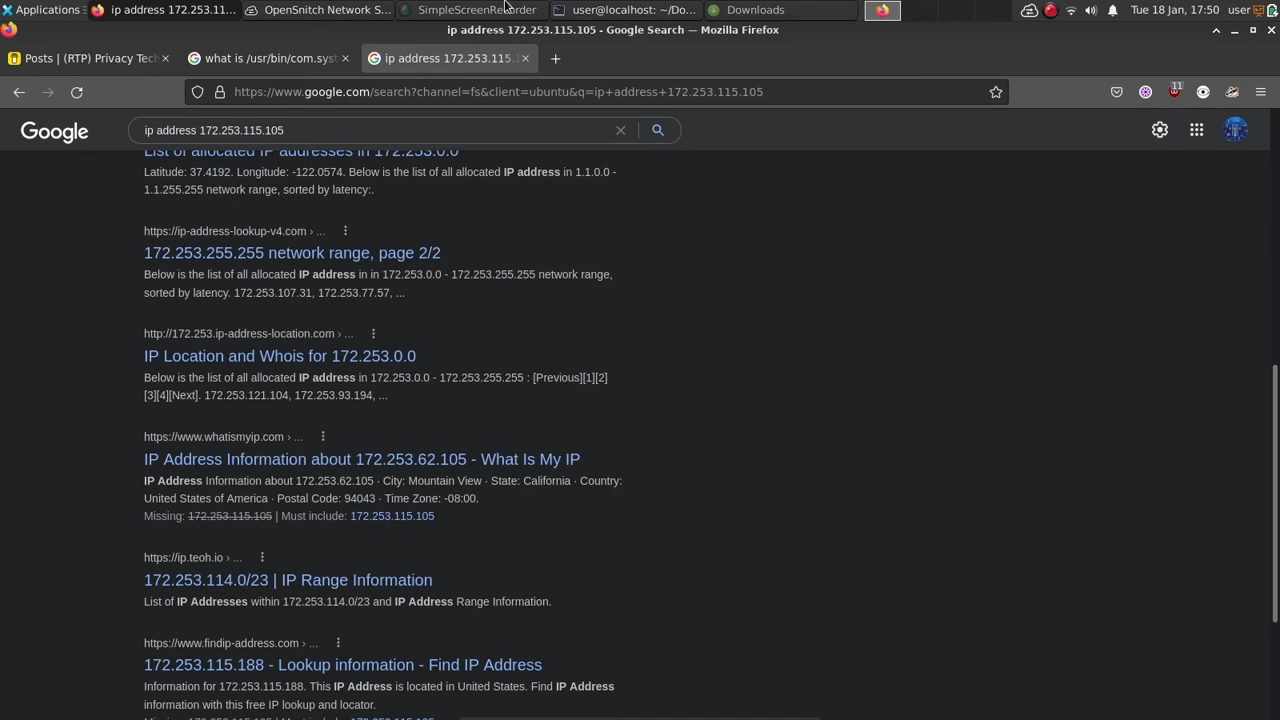 Applications
ip address 172.253.11...
OpenSnitch Network S...
SimpleScreenRecorder
user@localhost: ~/Do...
Downloads
Tue 18 Jan, 17:50
user
ip address 172.253.115.105 - Google Search — Mozilla Firefox
Posts | (RTP) Privacy Tech
what is /usr/bin/com.syst
ip address 172.253.115.1
https://www.google.com/search?channel=fs&client=ubuntu&q=ip+address+172.253.115.105
11
Google
ip address 172.253.115.105
List of allocated IP addresses in 172.253.0.0
Latitude: 37.4192. Longitude: -122.0574. Below is the list of all allocated IP address in 1.1.0.0 -
1.1.255.255 network range, sorted by latency:.
https://ip-address-lookup-v4.com › ...
172.253.255.255 network range, page 2/2
Below is the list of all allocated IP address in in 172.253.0.0 - 172.253.255.255 network range,
sorted by latency. 172.253.107.31, 172.253.77.57, ...
http://172.253.ip-address-location.com › ...
IP Location and Whois for 172.253.0.0
Below is the list of all allocated IP address in 172.253.0.0 - 172.253.255.255 : [Previous][1][2]
[3][4][Next]. 172.253.121.104, 172.253.93.194, ...
https://www.whatismyip.com › ...
IP Address Information about 172.253.62.105 - What Is My IP
IP Address Information about 172.253.62.105 · City: Mountain View · State: California · Country:
United States of America · Postal Code: 94043 · Time Zone: -08:00.
Missing: 172.253.115.105 | Must include: 172.253.115.105
https://ip.teoh.io › ...
172.253.114.0/23 | IP Range Information
List of IP Addresses within 172.253.114.0/23 and IP Address Range Information.
https://www.findip-address.com › ...
172.253.115.188 - Lookup information - Find IP Address
Information for 172.253.115.188. This IP Address is located in United States. Find IP Address
information with this free IP lookup and locator.